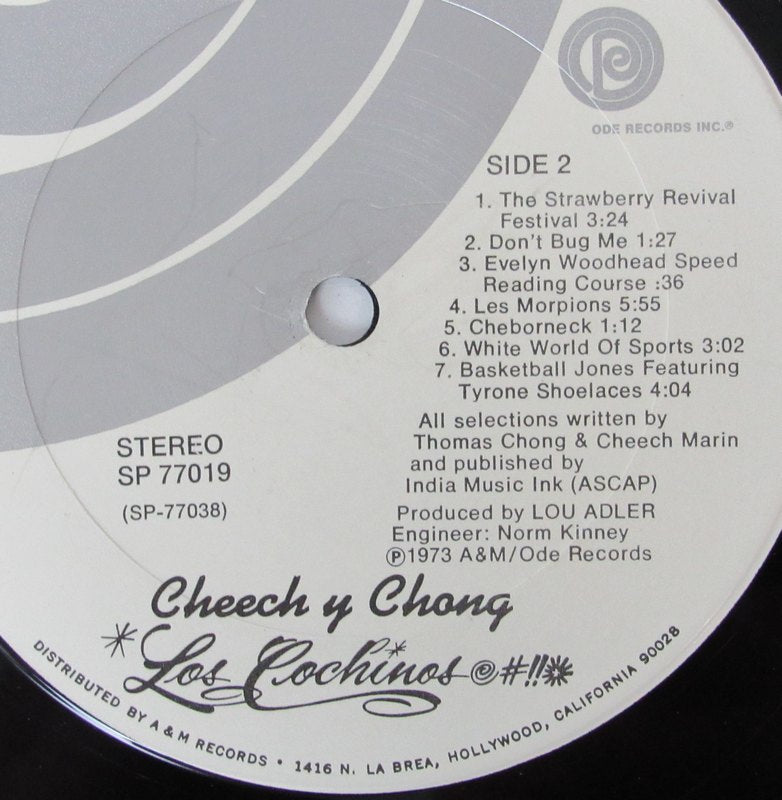 ODE RECORDS INC.®
SIDE 2
1. The Strawberry Revival
Festival 3:24
2. Don't Bug Me 1:27
3. Evelyn Woodhead Speed
Reading Course :36
4. Les Morpions 5:55
5. Cheborneck 1:12
6. White World Of Sports 3:02
7. Basketball Jones Featuring
Tyrone Shoelaces 4:04
All selections written by
Thomas Chong & Cheech Marin
and published by
India Music Ink (ASCAP)
Produced by LOU ADLER
Engineer: Norm Kinney
℗1973 A&M/Ode Records
STEREO
SP 77019
(SP-77038)
Cheech y Chong
*Los Cochinos @#!!*
DISTRIBUTED BY A & M RECORDS • 1416 N. LA BREA, HOLLYWOOD, CALIFORNIA 90028